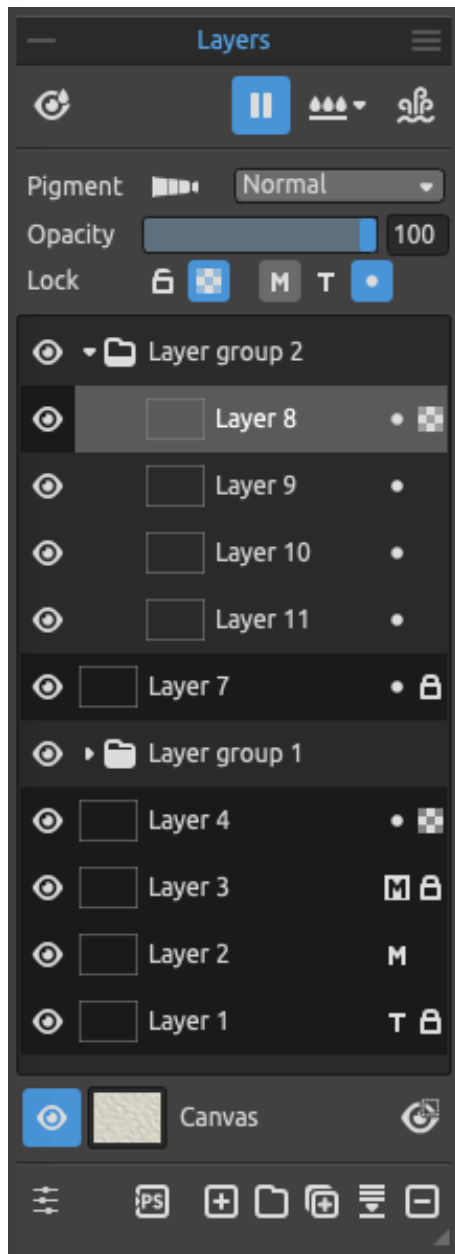 Layers
Pigment Normal
Opacity 100
Lock M T
Layer group 2
Layer 8
Layer 9
Layer 10
Layer 11
Layer 7
Layer group 1
Layer 4
Layer 3 M
Layer 2 M
Layer 1 T
Canvas
PS